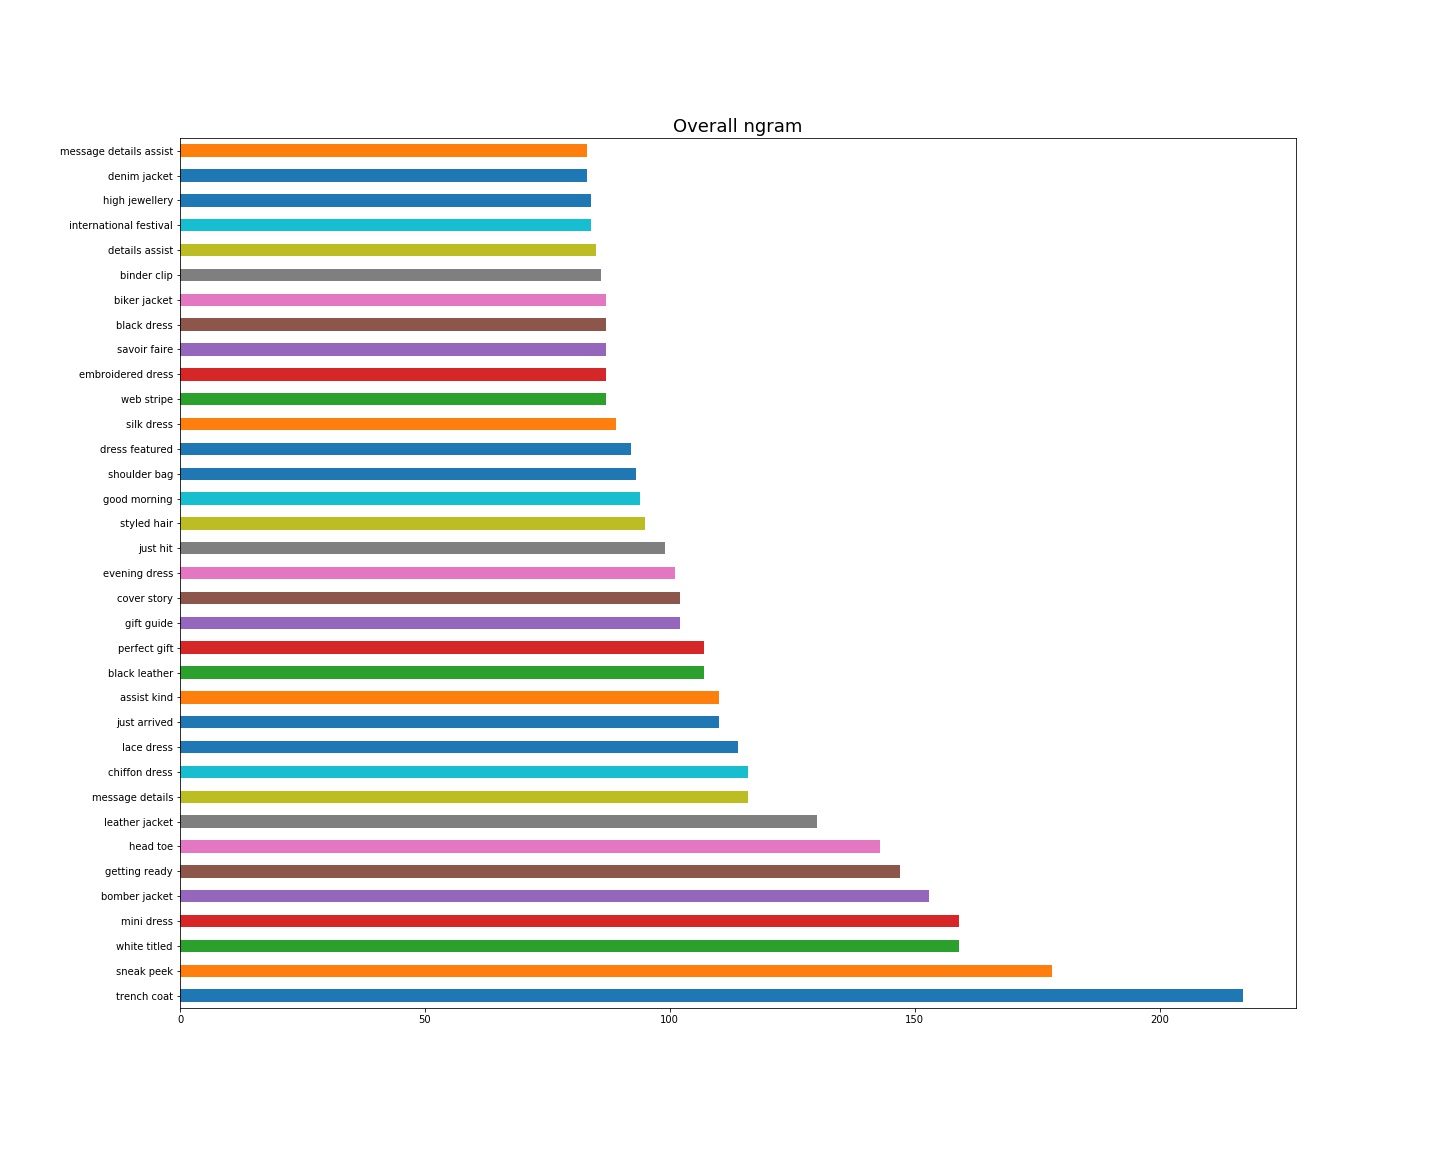 Overall ngram
message details assist
denim jacket
high jewellery
international festival
details assist
binder clip
biker jacket
black dress
savoir faire
embroidered dress
web stripe
silk dress
dress featured
shoulder bag
good morning
styled hair
just hit
evening dress
cover story
gift guide
perfect gift
black leather
assist kind
just arrived
lace dress
chiffon dress
message details
leather jacket
head toe
getting ready
bomber jacket
mini dress
white titled
sneak peek
trench coat
0 50 100 150 200